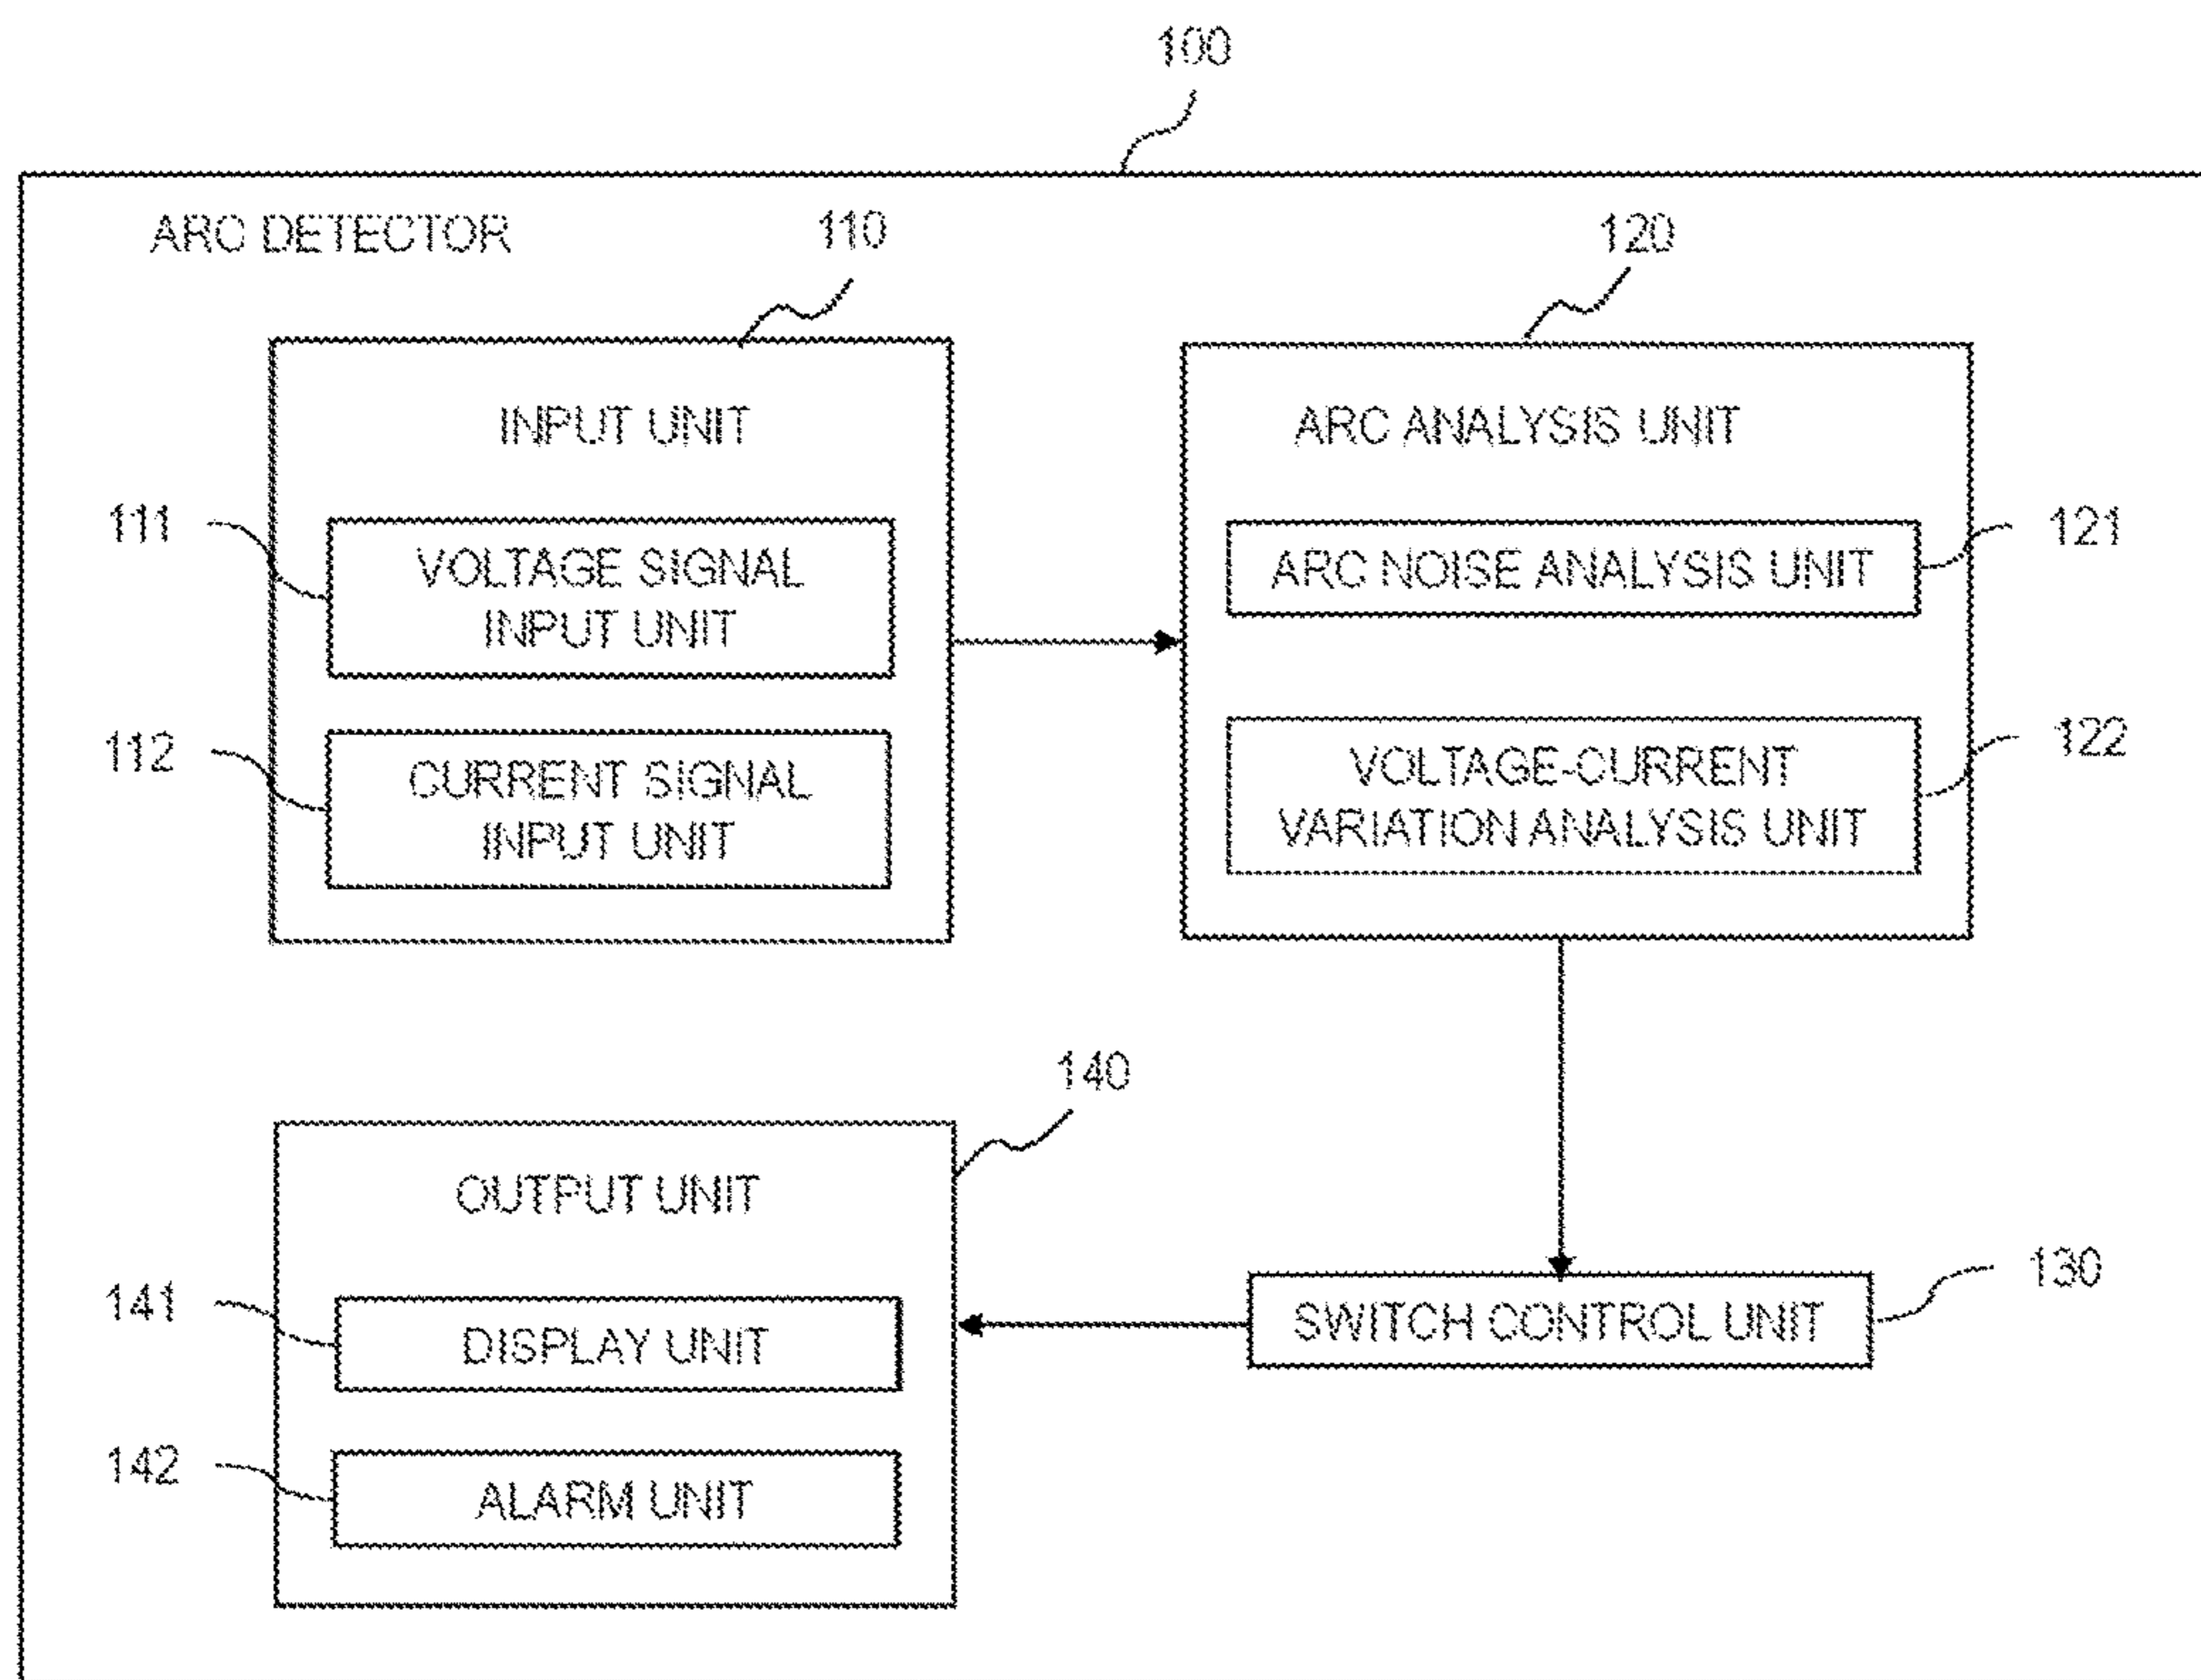 100
ARC DETECTOR
110
120
INPUT UNIT
ARC ANALYSIS UNIT
111
VOLTAGE SIGNAL
INPUT UNIT
ARC NOISE ANALYSIS UNIT
121
112
CURRENT SIGNAL
INPUT UNIT
VOLTAGE-CURRENT
VARIATION ANALYSIS UNIT
122
140
OUTPUT UNIT
130
SWITCH CONTROL UNIT
141
DISPLAY UNIT
142
ALARM UNIT